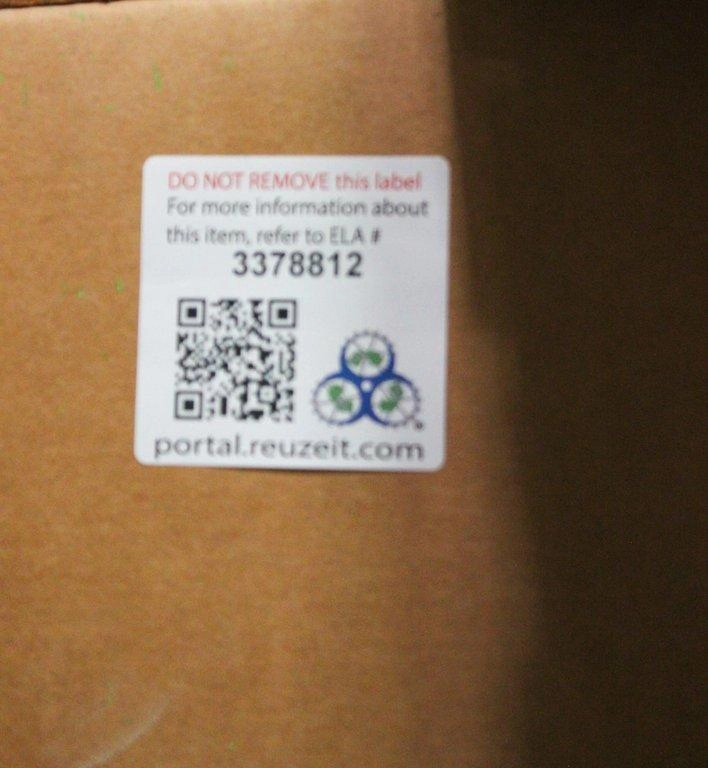 DO NOT REMOVE this label
For more information about
this item, refer to ELA #
3378812
portal.reuzeit.com